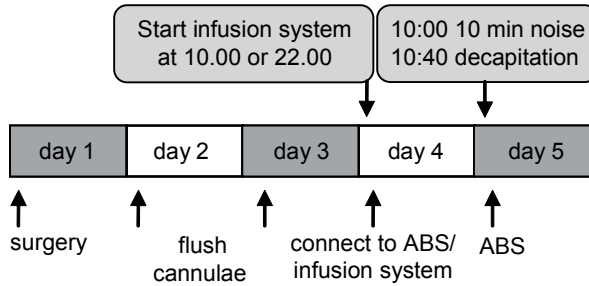 Start infusion system
at 10.00 or 22.00
10:00 10 min noise
10:40 decapitation
day 1
day 2
day 3
day 4
day 5
surgery
flush
cannulae
connect to ABS/
infusion system
ABS